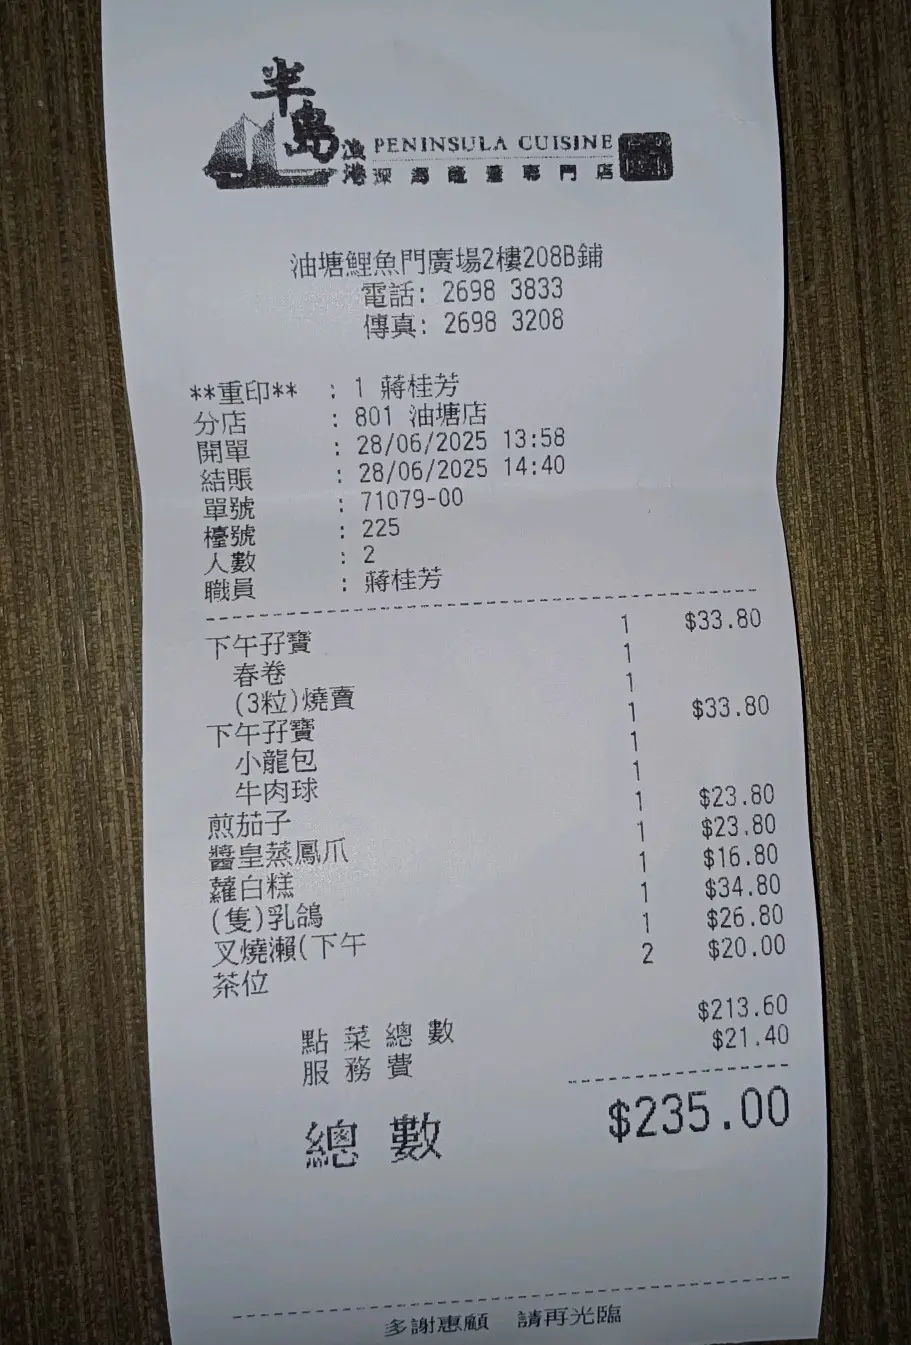 半島
漁港
PENINSULA CUISINE
深海龍躉專門店
油塘鯉魚門廣場2樓208B鋪
電話: 2698 3833
傳真: 2698 3208
**重印** : 1 蔣桂芳
分店 : 801 油塘店
開單 : 28/06/2025 13:58
結賬 : 28/06/2025 14:40
單號 : 71079-00
檯號 : 225
人數 : 2
職員 : 蔣桂芳
下午孖寶 1 $33.80
春卷 1
(3粒)燒賣 1
下午孖寶 1 $33.80
小龍包 1
牛肉球 1
煎茄子 1 $23.80
醬皇蒸鳳爪 1 $23.80
蘿白糕 1 $16.80
(隻)乳鴿 1 $34.80
叉燒瀨(下午 1 $26.80
茶位 2 $20.00
點菜總數 $213.60
服務費 $21.40
總數 $235.00
多謝惠顧 請再光臨